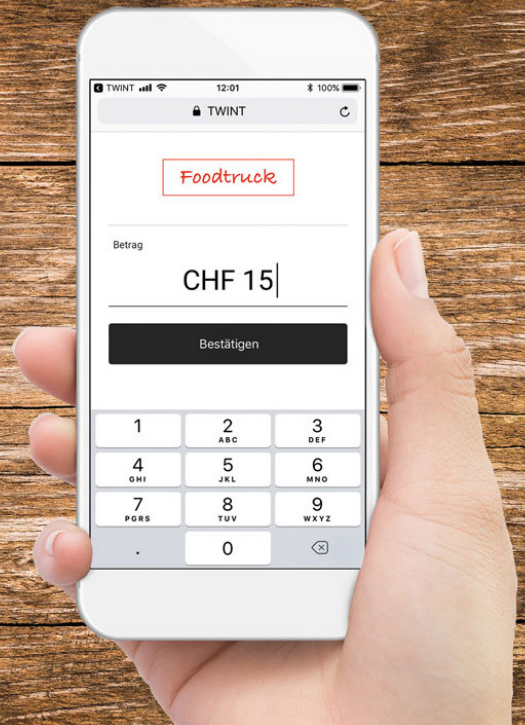 TWINT 12:01 100%
TWINT
Foodtruck
Betrag
CHF 15
Bestätigen
1 2 3
ABC DEF
4 5 6
GHI JKL MNO
7 8 9
PGRS TUV WXYZ
. 0